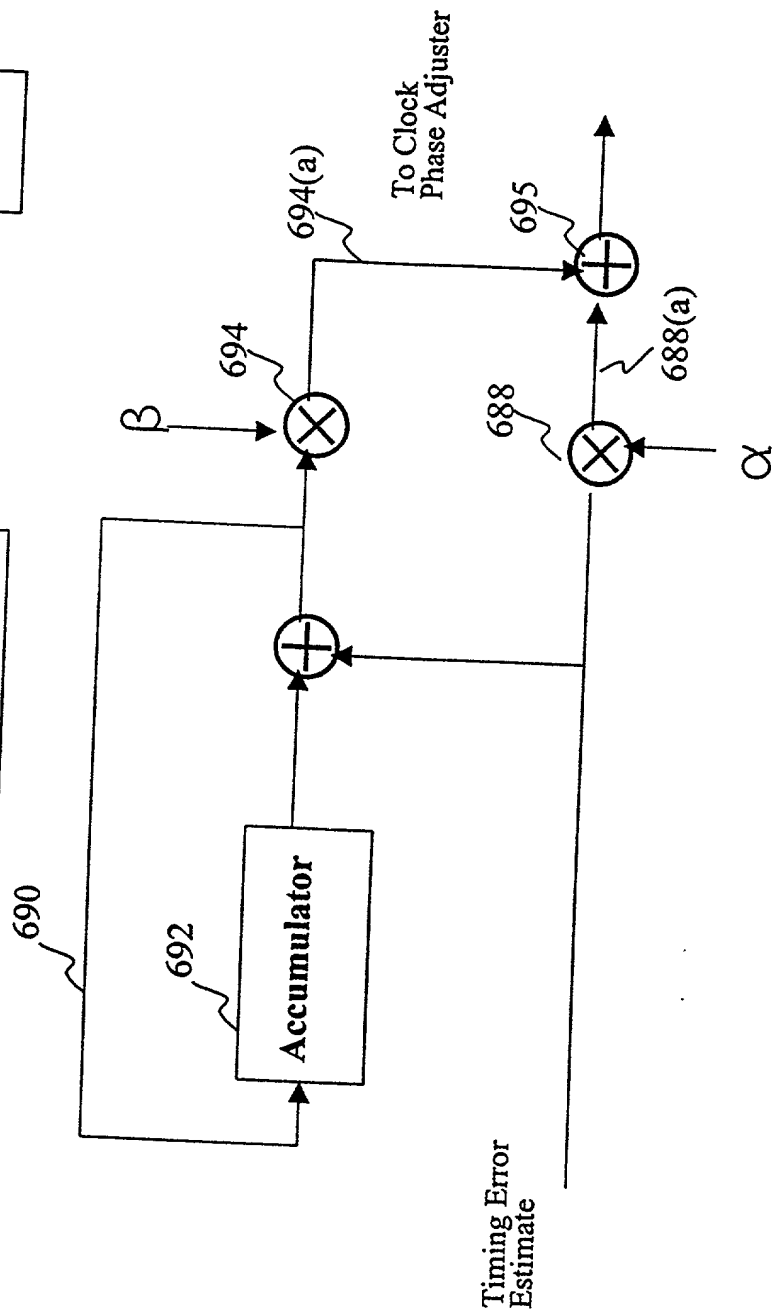 690
692
Accumulator
β
694
694(a)
To Clock
Phase Adjuster
695
688
688(a)
α
Timing Error
Estimate